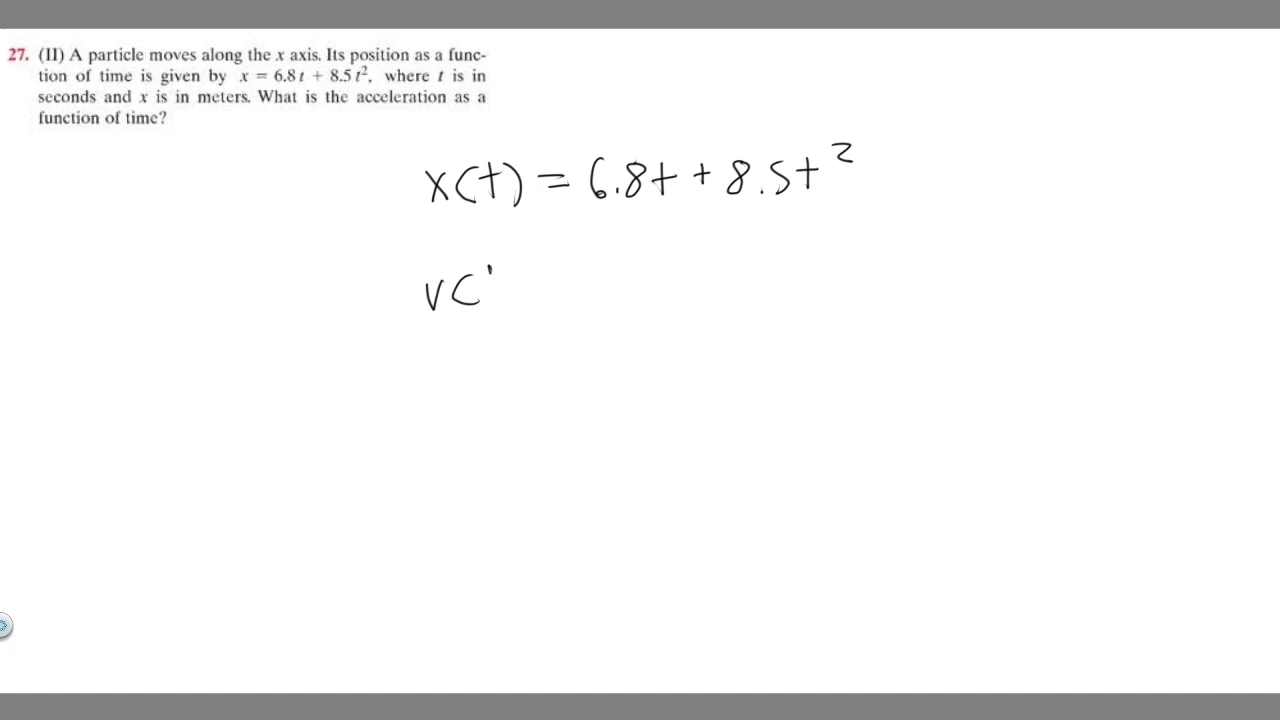 27. (II) A particle moves along the x axis. Its position as a func-
tion of time is given by x = 6.8t + 8.5t², where t is in
seconds and x is in meters. What is the acceleration as a
function of time?
x(t) = 6.8t + 8.5t²
v(